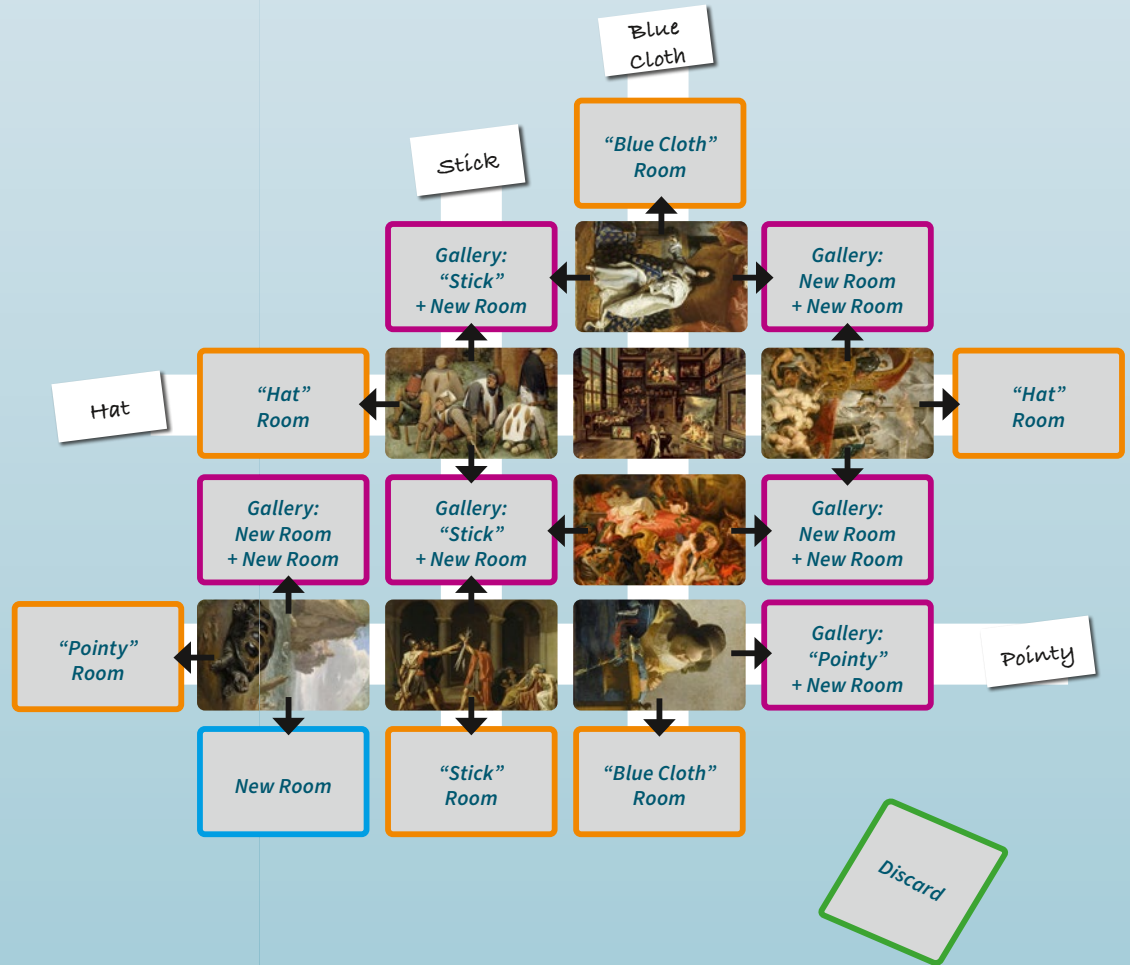 Blue
Cloth
“Blue Cloth”
Room
Stick
Gallery:
“Stick”
+ New Room
Gallery:
New Room
+ New Room
Hat
“Hat”
Room
“Hat”
Room
Gallery:
New Room
+ New Room
Gallery:
“Stick”
+ New Room
Gallery:
New Room
+ New Room
“Pointy”
Room
Gallery:
“Pointy”
+ New Room
Pointy
New Room
“Stick”
Room
“Blue Cloth”
Room
Discard